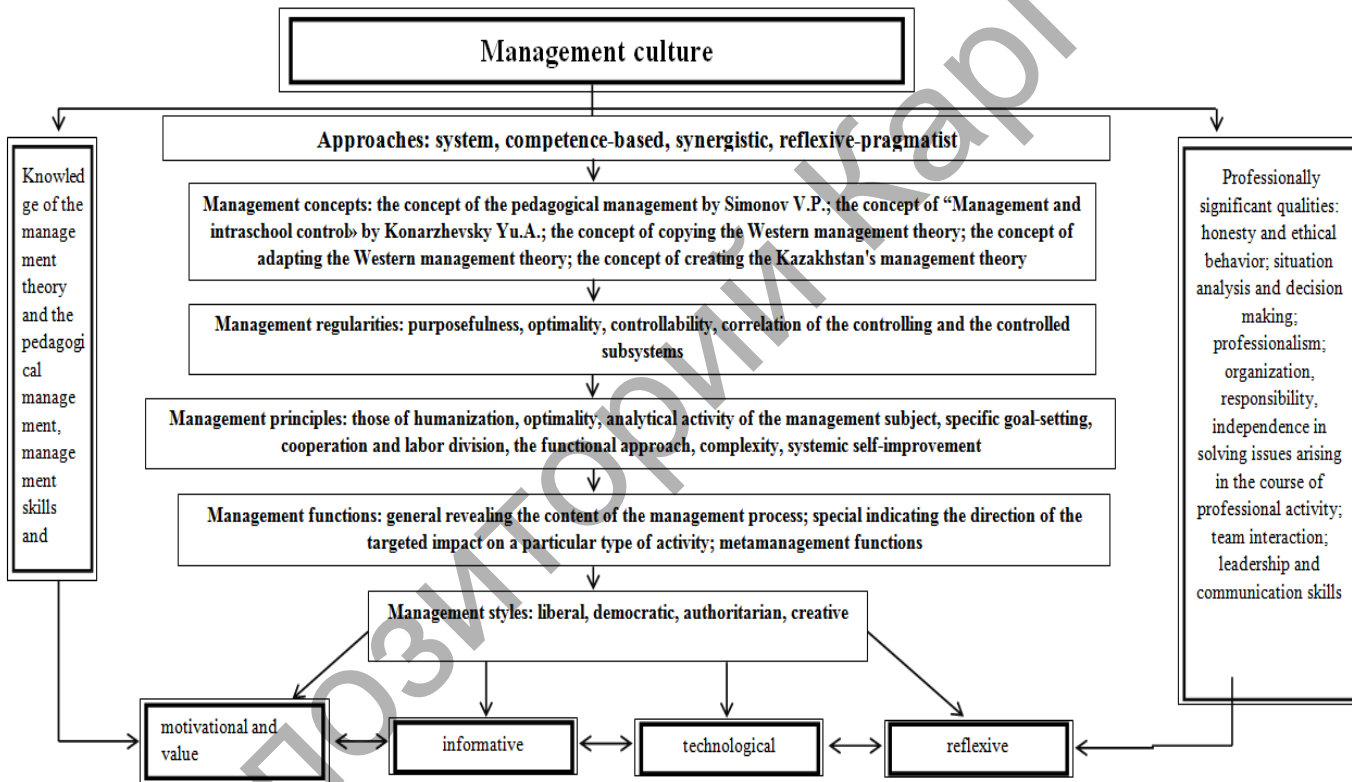 Management culture
Approaches: system, competence-based, synergistic, reflexive-pragmatist
Knowled
ge of the
manage
ment
theory
and the
pedagogi
cal
manage
ment,
manage
ment
skills
and
Management concepts: the concept of the pedagogical management by Simonov V.P.; the concept of “Management and
intraschool control» by Konarzhevsky Yu.A.; the concept of copying the Western management theory; the concept of
adapting the Western management theory; the concept of creating the Kazakhstan's management theory
Management regularities: purposefulness, optimality, controllability, correlation of the controlling and the controlled
subsystems
Management principles: those of humanization, optimality, analytical activity of the management subject, specific goal-setting,
cooperation and labor division, the functional approach, complexity, systemic self-improvement
Management functions: general revealing the content of the management process; special indicating the direction of the
targeted impact on a particular type of activity; metamanagement functions
Management styles: liberal, democratic, authoritarian, creative
Professionally
significant qualities:
honesty and ethical
behavior; situation
analysis and decision
making;
professionalism;
organization,
responsibility,
independence in
solving issues arising
in the course of
professional activity;
team interaction;
leadership and
communication skills
motivational and
value
informative
technological
reflexive
позиторий КарГ